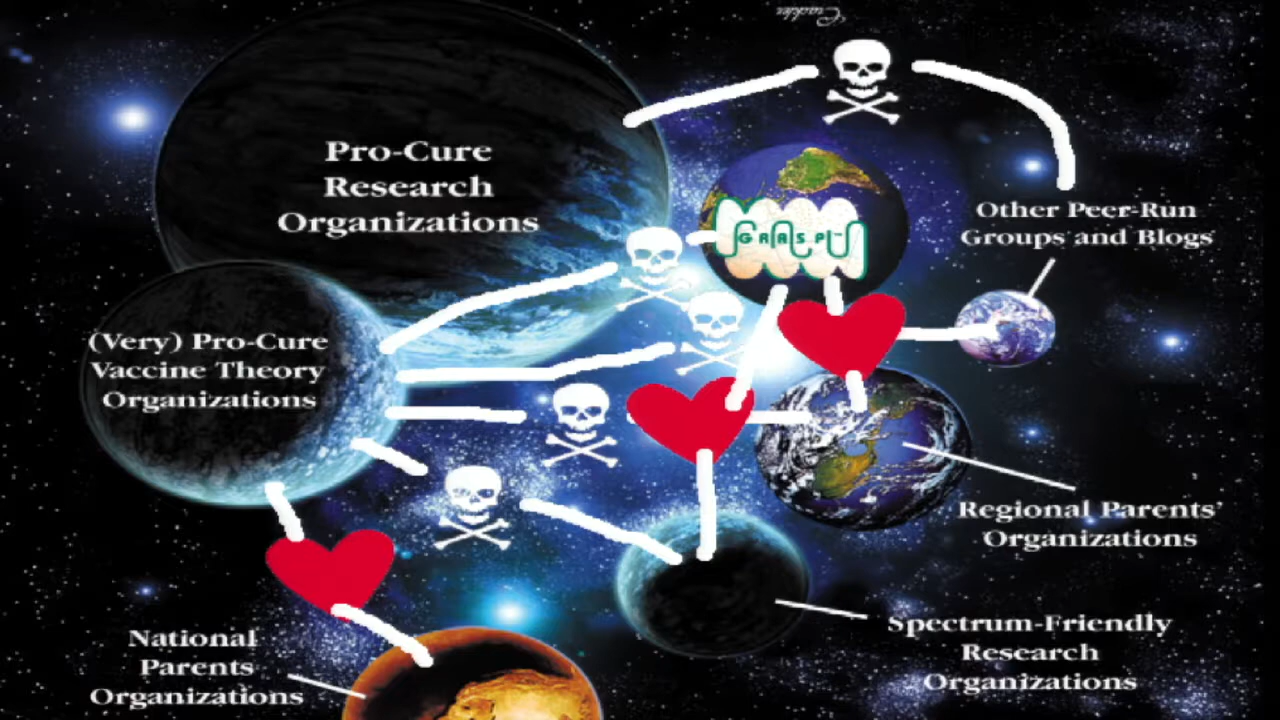 Crackle
Pro-Cure
Research
Organizations
GRASP
Other Peer-Run
Groups and Blogs
(Very) Pro-Cure
Vaccine Theory
Organizations
Regional Parents'
Organizations
Spectrum-Friendly
Research
Organizations
National
Parents
Organizations